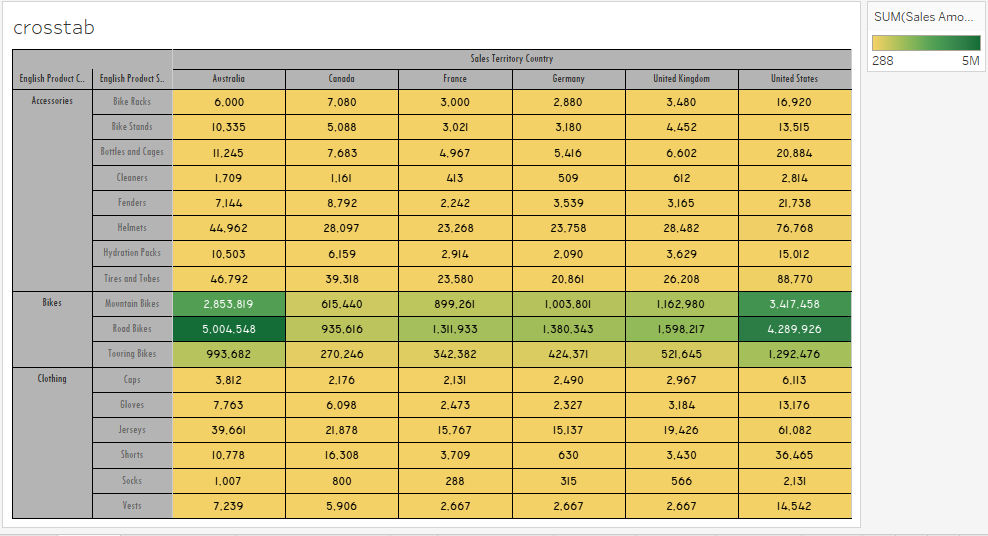 crosstab
SUM(Sales Amo...
288 5M
Sales Territory Country
English Product C.. English Product S.. Australia Canada France Germany United Kingdom United States
Accessories Bike Racks 6,000 7,080 3,000 2,880 3,480 16,920
Bike Stands 10,335 5,088 3,021 3,180 4,452 13,515
Bottles and Cages 11,245 7,683 4,967 5,416 6,602 20,884
Cleaners 1,709 1,161 413 509 612 2,814
Fenders 7,144 8,792 2,242 3,539 3,165 21,738
Helmets 44,962 28,097 23,268 23,758 28,482 76,768
Hydration Packs 10,503 6,159 2,914 2,090 3,629 15,012
Tires and Tubes 46,792 39,318 23,580 20,861 26,208 88,770
Bikes Mountain Bikes 2,853,819 615,440 899,261 1,003,801 1,162,980 3,417,458
Road Bikes 5,004,548 935,616 1,311,933 1,380,343 1,598,217 4,289,926
Touring Bikes 993,682 270,246 342,382 424,371 521,645 1,292,476
Clothing Caps 3,812 2,176 2,131 2,490 2,967 6,113
Gloves 7,763 6,098 2,473 2,327 3,184 13,176
Jerseys 39,661 21,878 15,767 15,137 19,426 61,082
Shorts 10,778 16,308 3,709 630 3,430 36,465
Socks 1,007 800 288 315 566 2,131
Vests 7,239 5,906 2,667 2,667 2,667 14,542